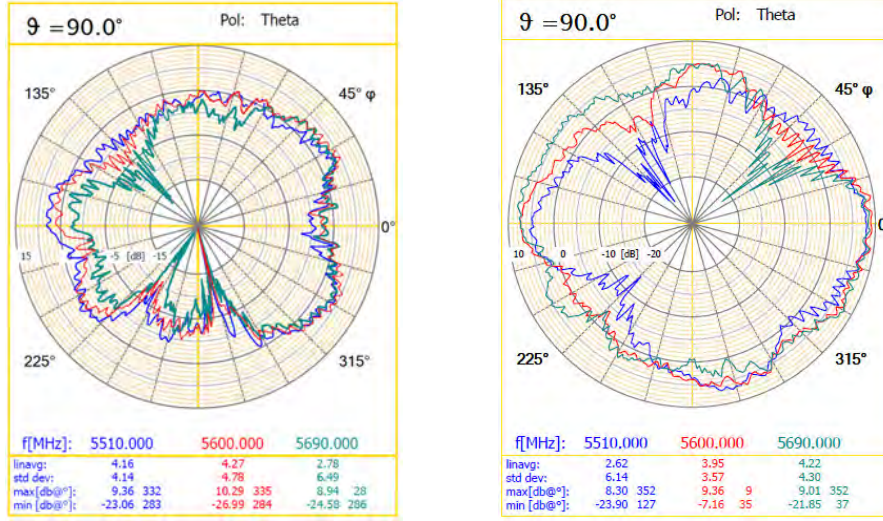 ϑ = 90.0° Pol: Theta
135° 45° φ
0°
15 -5 [dB] -15
225° 315°
f[MHz]: 5510.000 5600.000 5690.000
linavg: 4.16 4.27 2.78
std dev: 4.14 4.78 6.49
max[db@°]: 9.36 332 10.29 335 8.94 28
min [db@°]: -23.06 283 -26.99 284 -24.58 286
ϑ = 90.0° Pol: Theta
135° 45° φ
0
10 0 -10 [dB] -20
225° 315°
f[MHz]: 5510.000 5600.000 5690.000
linavg: 2.62 3.95 4.22
std dev: 6.14 3.57 4.30
max[db@°]: 8.30 352 9.36 9 9.01 352
min [db@°]: -23.90 127 -7.16 35 -21.85 37